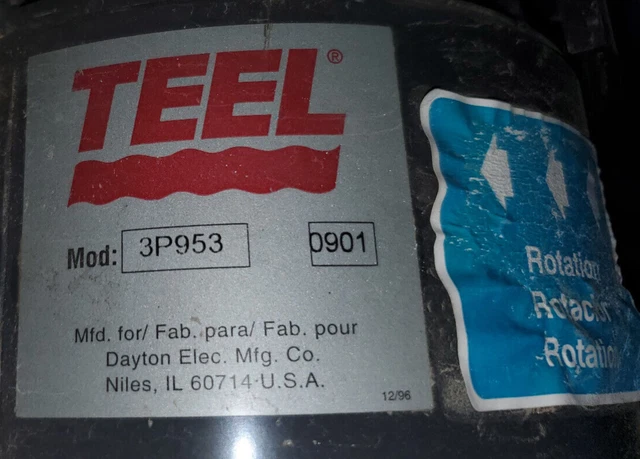 TEEL®
Mod: 3P953 0901
Mfd. for/ Fab. para/ Fab. pour
Dayton Elec. Mfg. Co.
Niles, IL 60714 U.S.A.
12/96
Rotation
Rotación
Rotation